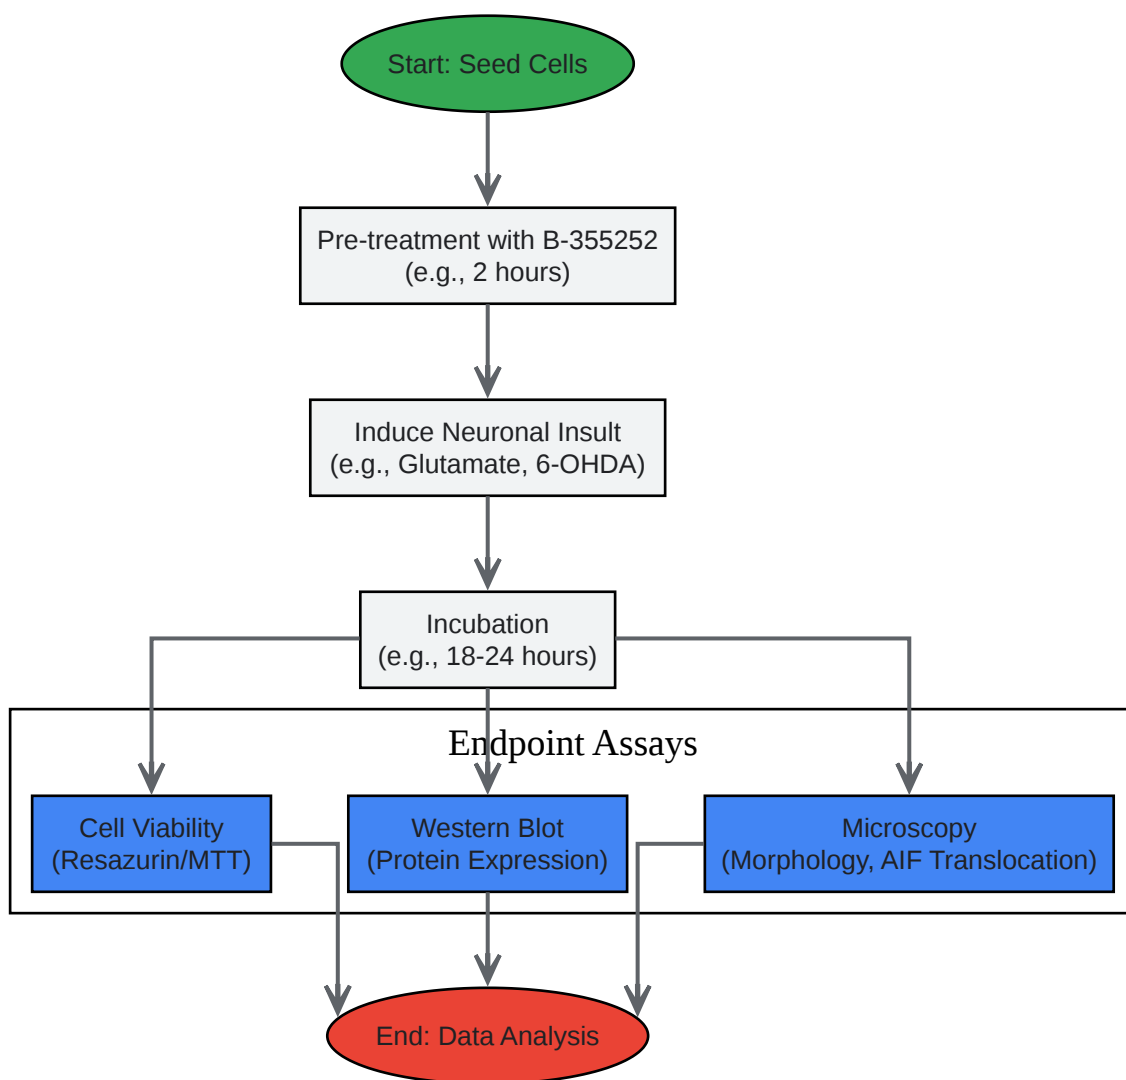 Start: Seed Cells
Pre-treatment with B-355252
(e.g., 2 hours)
Induce Neuronal Insult
(e.g., Glutamate, 6-OHDA)
Incubation
(e.g., 18-24 hours)
Endpoint Assays
Cell Viability
(Resazurin/MTT)
Western Blot
(Protein Expression)
Microscopy
(Morphology, AIF Translocation)
End: Data Analysis